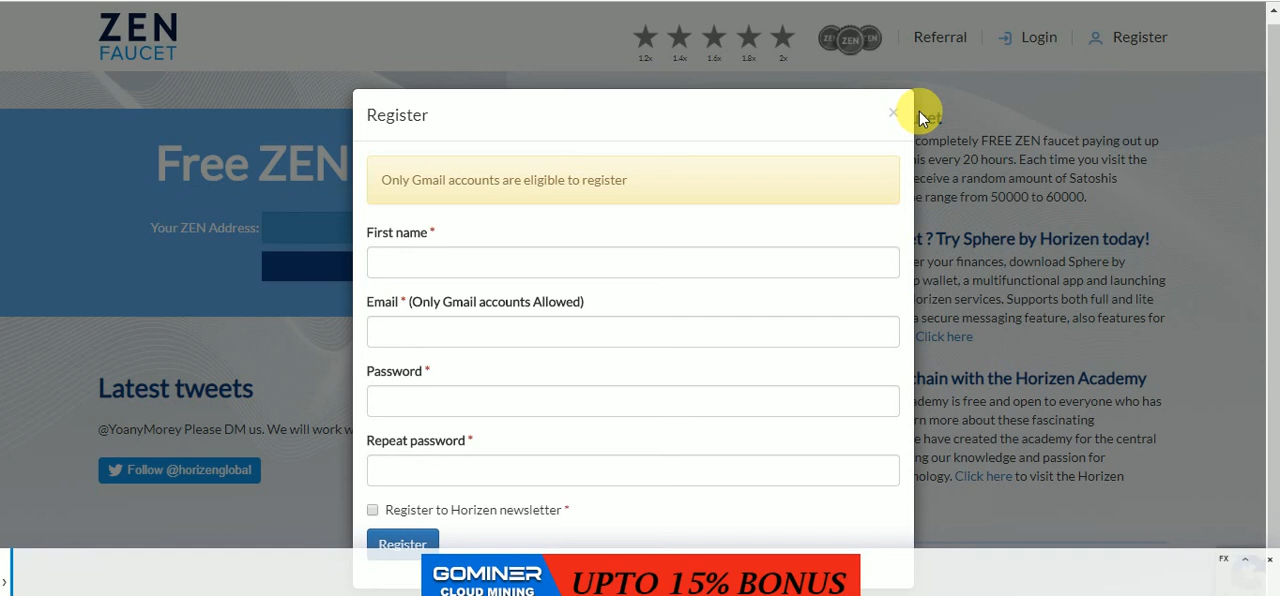 ZEN
FAUCET
1.2x 1.4x 1.6x 1.8x 2x
ZEN
Referral
Login
Register
Register
×
Only Gmail accounts are eligible to register
First name *
Email * (Only Gmail accounts Allowed)
Password *
Repeat password *
Register to Horizen newsletter *
Register
Free ZEN
Your ZEN Address:
Latest tweets
@YoanyMorey Please DM us. We will work w
Follow @horizenglobal
completely FREE ZEN faucet paying out up
is every 20 hours. Each time you visit the
eceive a random amount of Satoshis
e range from 50000 to 60000.
t ? Try Sphere by Horizen today!
er your finances, download Sphere by
p wallet, a multifunctional app and launching
orizen services. Supports both full and lite
a secure messaging feature, also features for
Click here
chain with the Horizen Academy
ademy is free and open to everyone who has
rn more about these fascinating
e have created the academy for the central
ng our knowledge and passion for
nology. Click here to visit the Horizen
GOMINER
CLOUD MINING
UPTO 15% BONUS
FX